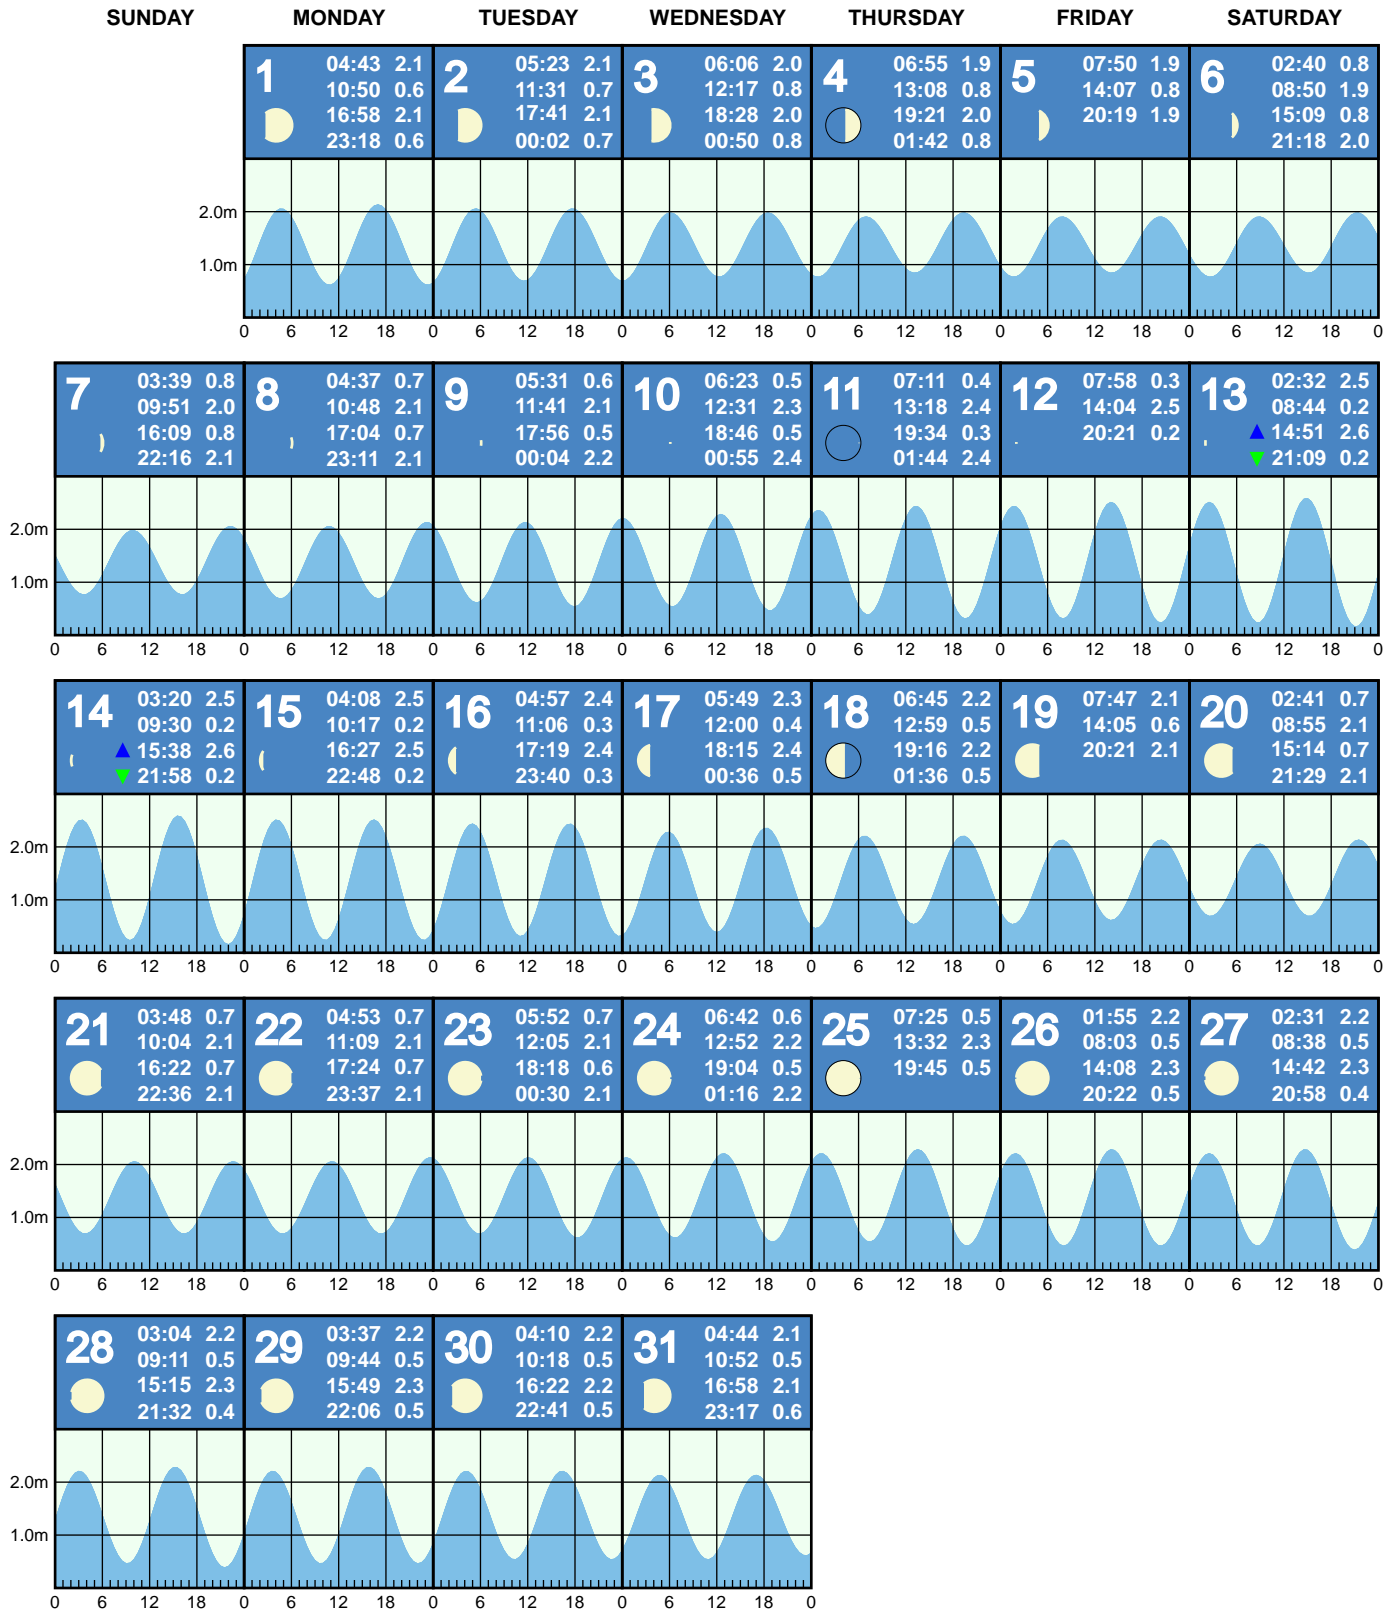 SUNDAY MONDAY TUESDAY WEDNESDAY THURSDAY FRIDAY SATURDAY
1 04:43 2.1
10:50 0.6
16:58 2.1
23:18 0.6
2 05:23 2.1
11:31 0.7
17:41 2.1
00:02 0.7
3 06:06 2.0
12:17 0.8
18:28 2.0
00:50 0.8
4 06:55 1.9
13:08 0.8
19:21 2.0
01:42 0.8
5 07:50 1.9
14:07 0.8
20:19 1.9
6 02:40 0.8
08:50 1.9
15:09 0.8
21:18 2.0
2.0m
1.0m
0 6 12 18 0 6 12 18 0 6 12 18 0 6 12 18 0 6 12 18 0 6 12 18 0
7 03:39 0.8
09:51 2.0
16:09 0.8
22:16 2.1
8 04:37 0.7
10:48 2.1
17:04 0.7
23:11 2.1
9 05:31 0.6
11:41 2.1
17:56 0.5
00:04 2.2
10 06:23 0.5
12:31 2.3
18:46 0.5
00:55 2.4
11 07:11 0.4
13:18 2.4
19:34 0.3
01:44 2.4
12 07:58 0.3
14:04 2.5
20:21 0.2
13 02:32 2.5
08:44 0.2
14:51 2.6
21:09 0.2
2.0m
1.0m
0 6 12 18 0 6 12 18 0 6 12 18 0 6 12 18 0 6 12 18 0 6 12 18 0 6 12 18 0
14 03:20 2.5
09:30 0.2
15:38 2.6
21:58 0.2
15 04:08 2.5
10:17 0.2
16:27 2.5
22:48 0.2
16 04:57 2.4
11:06 0.3
17:19 2.4
23:40 0.3
17 05:49 2.3
12:00 0.4
18:15 2.4
00:36 0.5
18 06:45 2.2
12:59 0.5
19:16 2.2
01:36 0.5
19 07:47 2.1
14:05 0.6
20:21 2.1
20 02:41 0.7
08:55 2.1
15:14 0.7
21:29 2.1
2.0m
1.0m
0 6 12 18 0 6 12 18 0 6 12 18 0 6 12 18 0 6 12 18 0 6 12 18 0 6 12 18 0
21 03:48 0.7
10:04 2.1
16:22 0.7
22:36 2.1
22 04:53 0.7
11:09 2.1
17:24 0.7
23:37 2.1
23 05:52 0.7
12:05 2.1
18:18 0.6
00:30 2.1
24 06:42 0.6
12:52 2.2
19:04 0.5
01:16 2.2
25 07:25 0.5
13:32 2.3
19:45 0.5
26 01:55 2.2
08:03 0.5
14:08 2.3
20:22 0.5
27 02:31 2.2
08:38 0.5
14:42 2.3
20:58 0.4
2.0m
1.0m
0 6 12 18 0 6 12 18 0 6 12 18 0 6 12 18 0 6 12 18 0 6 12 18 0 6 12 18 0
28 03:04 2.2
09:11 0.5
15:15 2.3
21:32 0.4
29 03:37 2.2
09:44 0.5
15:49 2.3
22:06 0.5
30 04:10 2.2
10:18 0.5
16:22 2.2
22:41 0.5
31 04:44 2.1
10:52 0.5
16:58 2.1
23:17 0.6
2.0m
1.0m
0 6 12 18 0 6 12 18 0 6 12 18 0 6 12 18 0